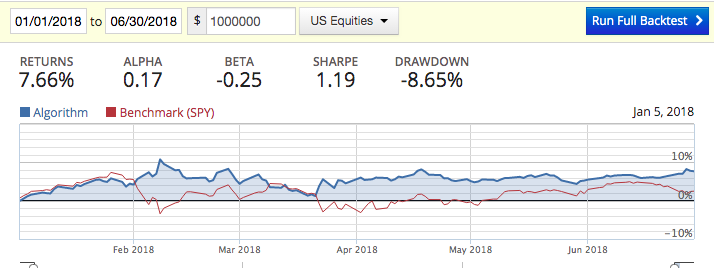 01/01/2018 to 06/30/2018 $ 1000000 US Equities Run Full Backtest
RETURNS ALPHA BETA SHARPE DRAWDOWN
7.66% 0.17 -0.25 1.19 -8.65%
Algorithm Benchmark (SPY) Jan 5, 2018
10%
0%
-10%
Feb 2018 Mar 2018 Apr 2018 May 2018 Jun 2018